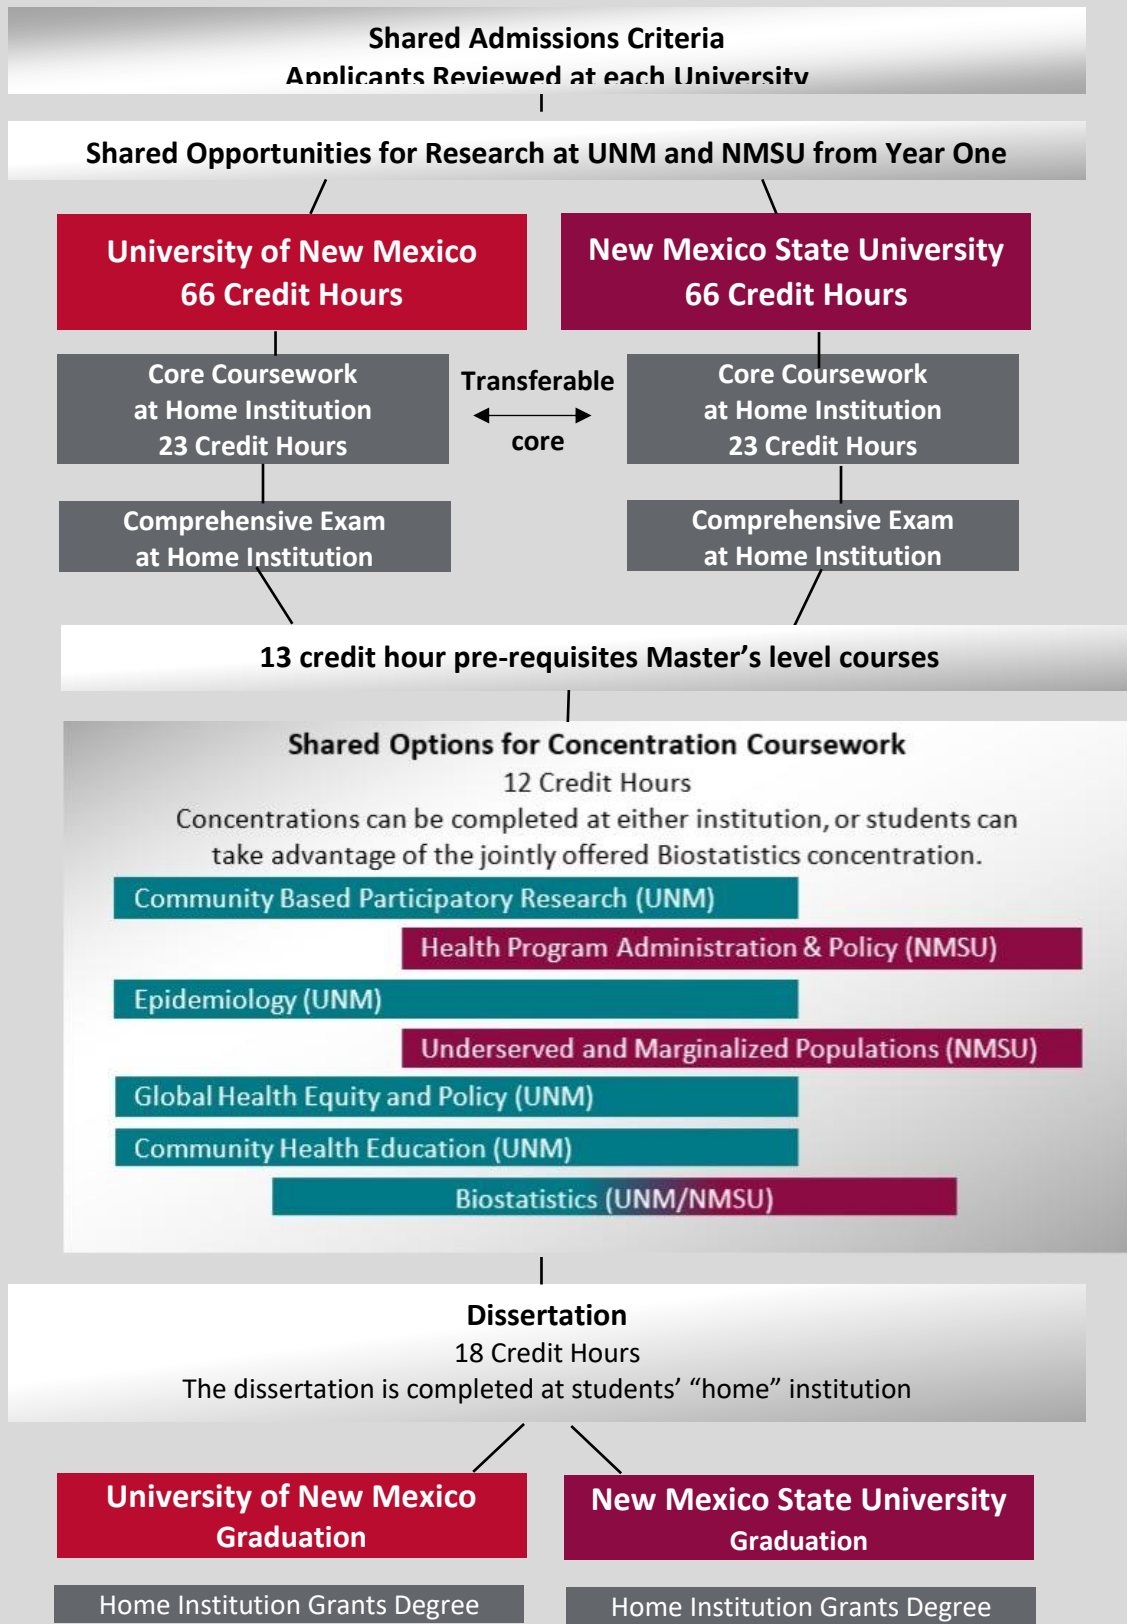 Shared Admissions Criteria
Applicants Reviewed at each University
Shared Opportunities for Research at UNM and NMSU from Year One
University of New Mexico
66 Credit Hours
New Mexico State University
66 Credit Hours
Core Coursework
at Home Institution
23 Credit Hours
Transferable
core
Core Coursework
at Home Institution
23 Credit Hours
Comprehensive Exam
at Home Institution
Comprehensive Exam
at Home Institution
13 credit hour pre-requisites Master’s level courses
Shared Options for Concentration Coursework
12 Credit Hours
Concentrations can be completed at either institution, or students can
take advantage of the jointly offered Biostatistics concentration.
Community Based Participatory Research (UNM)
Health Program Administration & Policy (NMSU)
Epidemiology (UNM)
Underserved and Marginalized Populations (NMSU)
Global Health Equity and Policy (UNM)
Community Health Education (UNM)
Biostatistics (UNM/NMSU)
Dissertation
18 Credit Hours
The dissertation is completed at students’ “home” institution
University of New Mexico
Graduation
New Mexico State University
Graduation
Home Institution Grants Degree
Home Institution Grants Degree